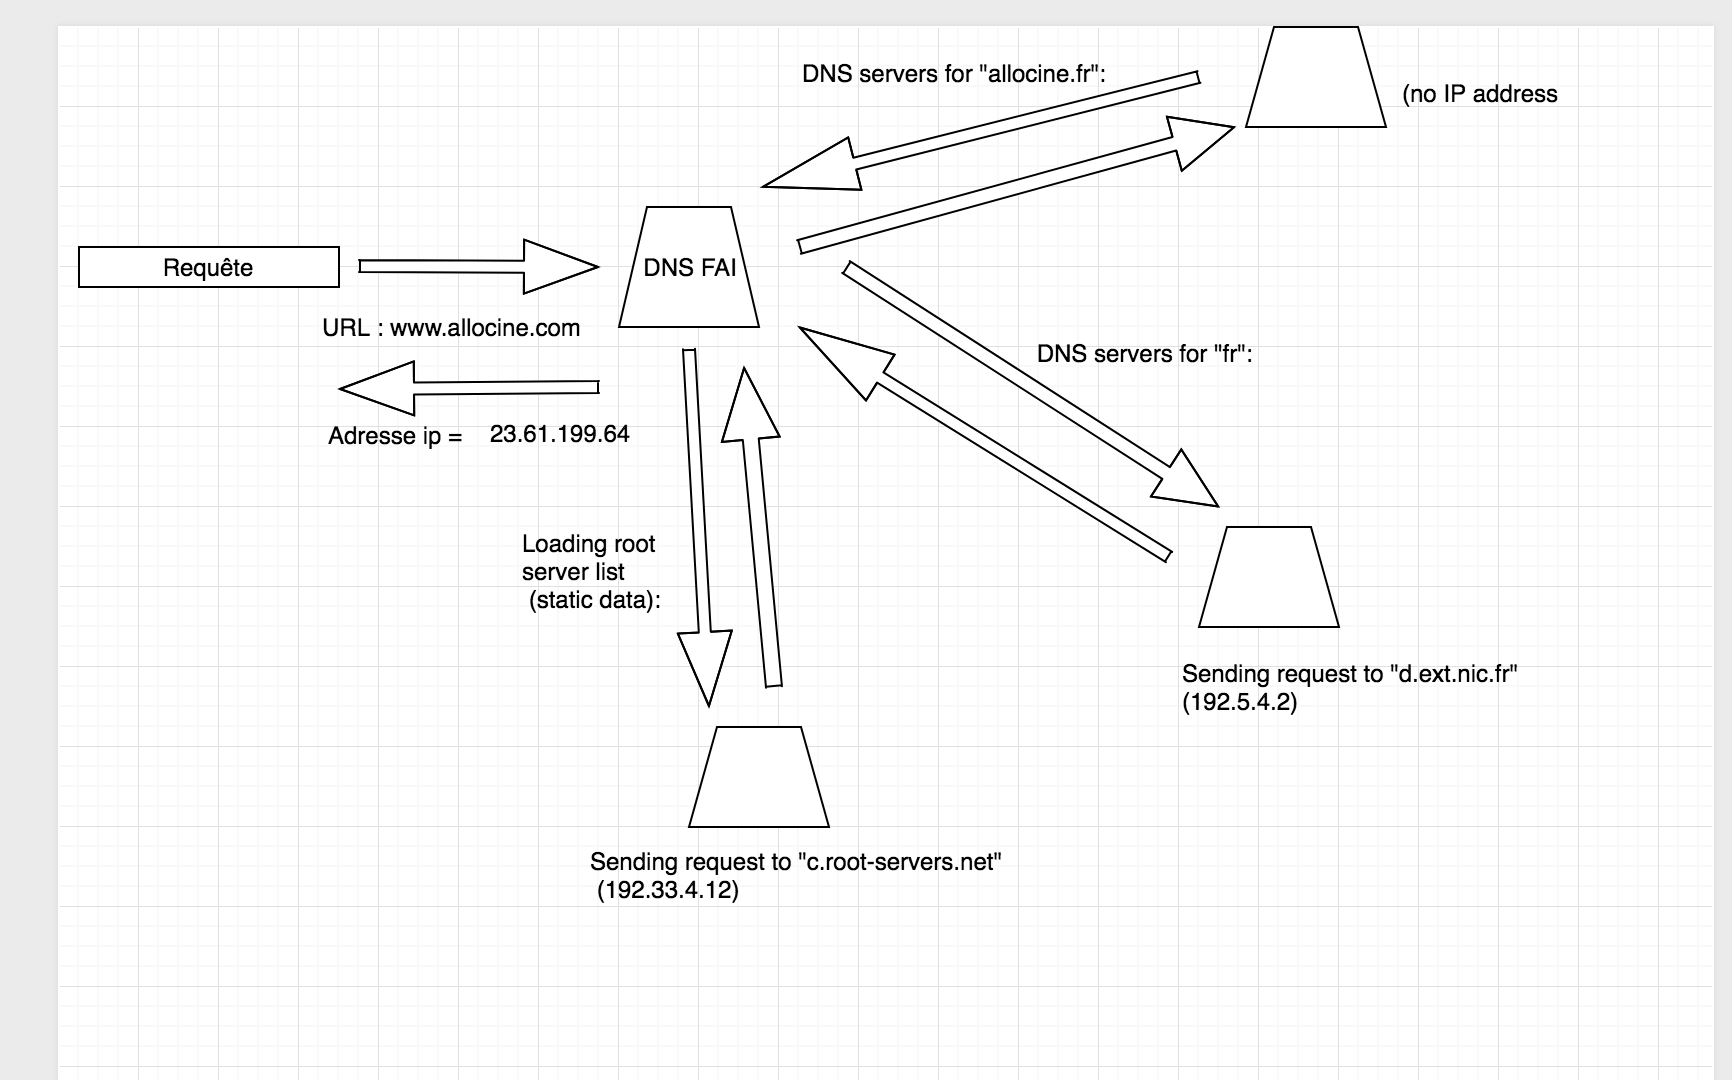 DNS servers for "allocine.fr":
(no IP address
Requête
DNS FAI
URL : www.allocine.com
DNS servers for "fr":
Adresse ip = 23.61.199.64
Loading root
server list
(static data):
Sending request to "d.ext.nic.fr"
(192.5.4.2)
Sending request to "c.root-servers.net"
(192.33.4.12)